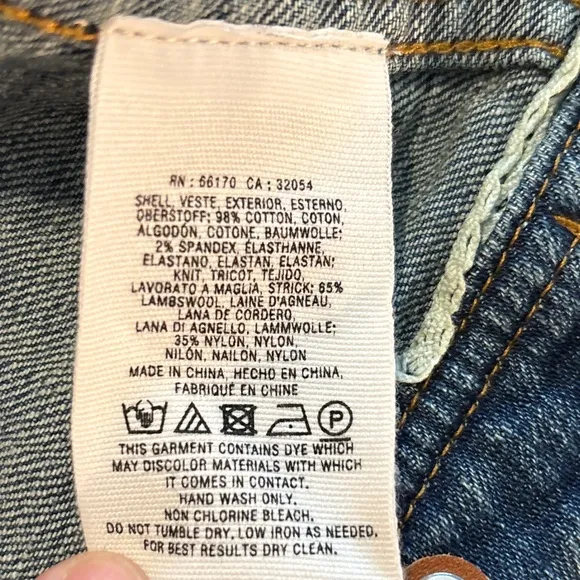 RN : 66170 CA : 32054
SHELL, VESTE, EXTERIOR, ESTERNO,
OBERSTOFF: 98% COTTON, COTON,
ALGODÓN, COTONE, BAUMWOLLE;
2% SPANDEX, ÉLASTHANNE,
ELASTANO, ELASTAN, ELASTAN;
KNIT, TRICOT, TEJIDO,
LAVORATO A MAGLIA, STRICK; 65%
LAMBSWOOL, LAINE D'AGNEAU,
LANA DE CORDERO,
LANA DI AGNELLO, LAMMWOLLE;
35% NYLON, NYLON,
NILÓN, NAILON, NYLON
MADE IN CHINA, HECHO EN CHINA,
FABRIQUÉ EN CHINE
P
THIS GARMENT CONTAINS DYE WHICH
MAY DISCOLOR MATERIALS WITH WHICH
IT COMES IN CONTACT.
HAND WASH ONLY.
NON CHLORINE BLEACH.
DO NOT TUMBLE DRY, LOW IRON AS NEEDED.
FOR BEST RESULTS DRY CLEAN.